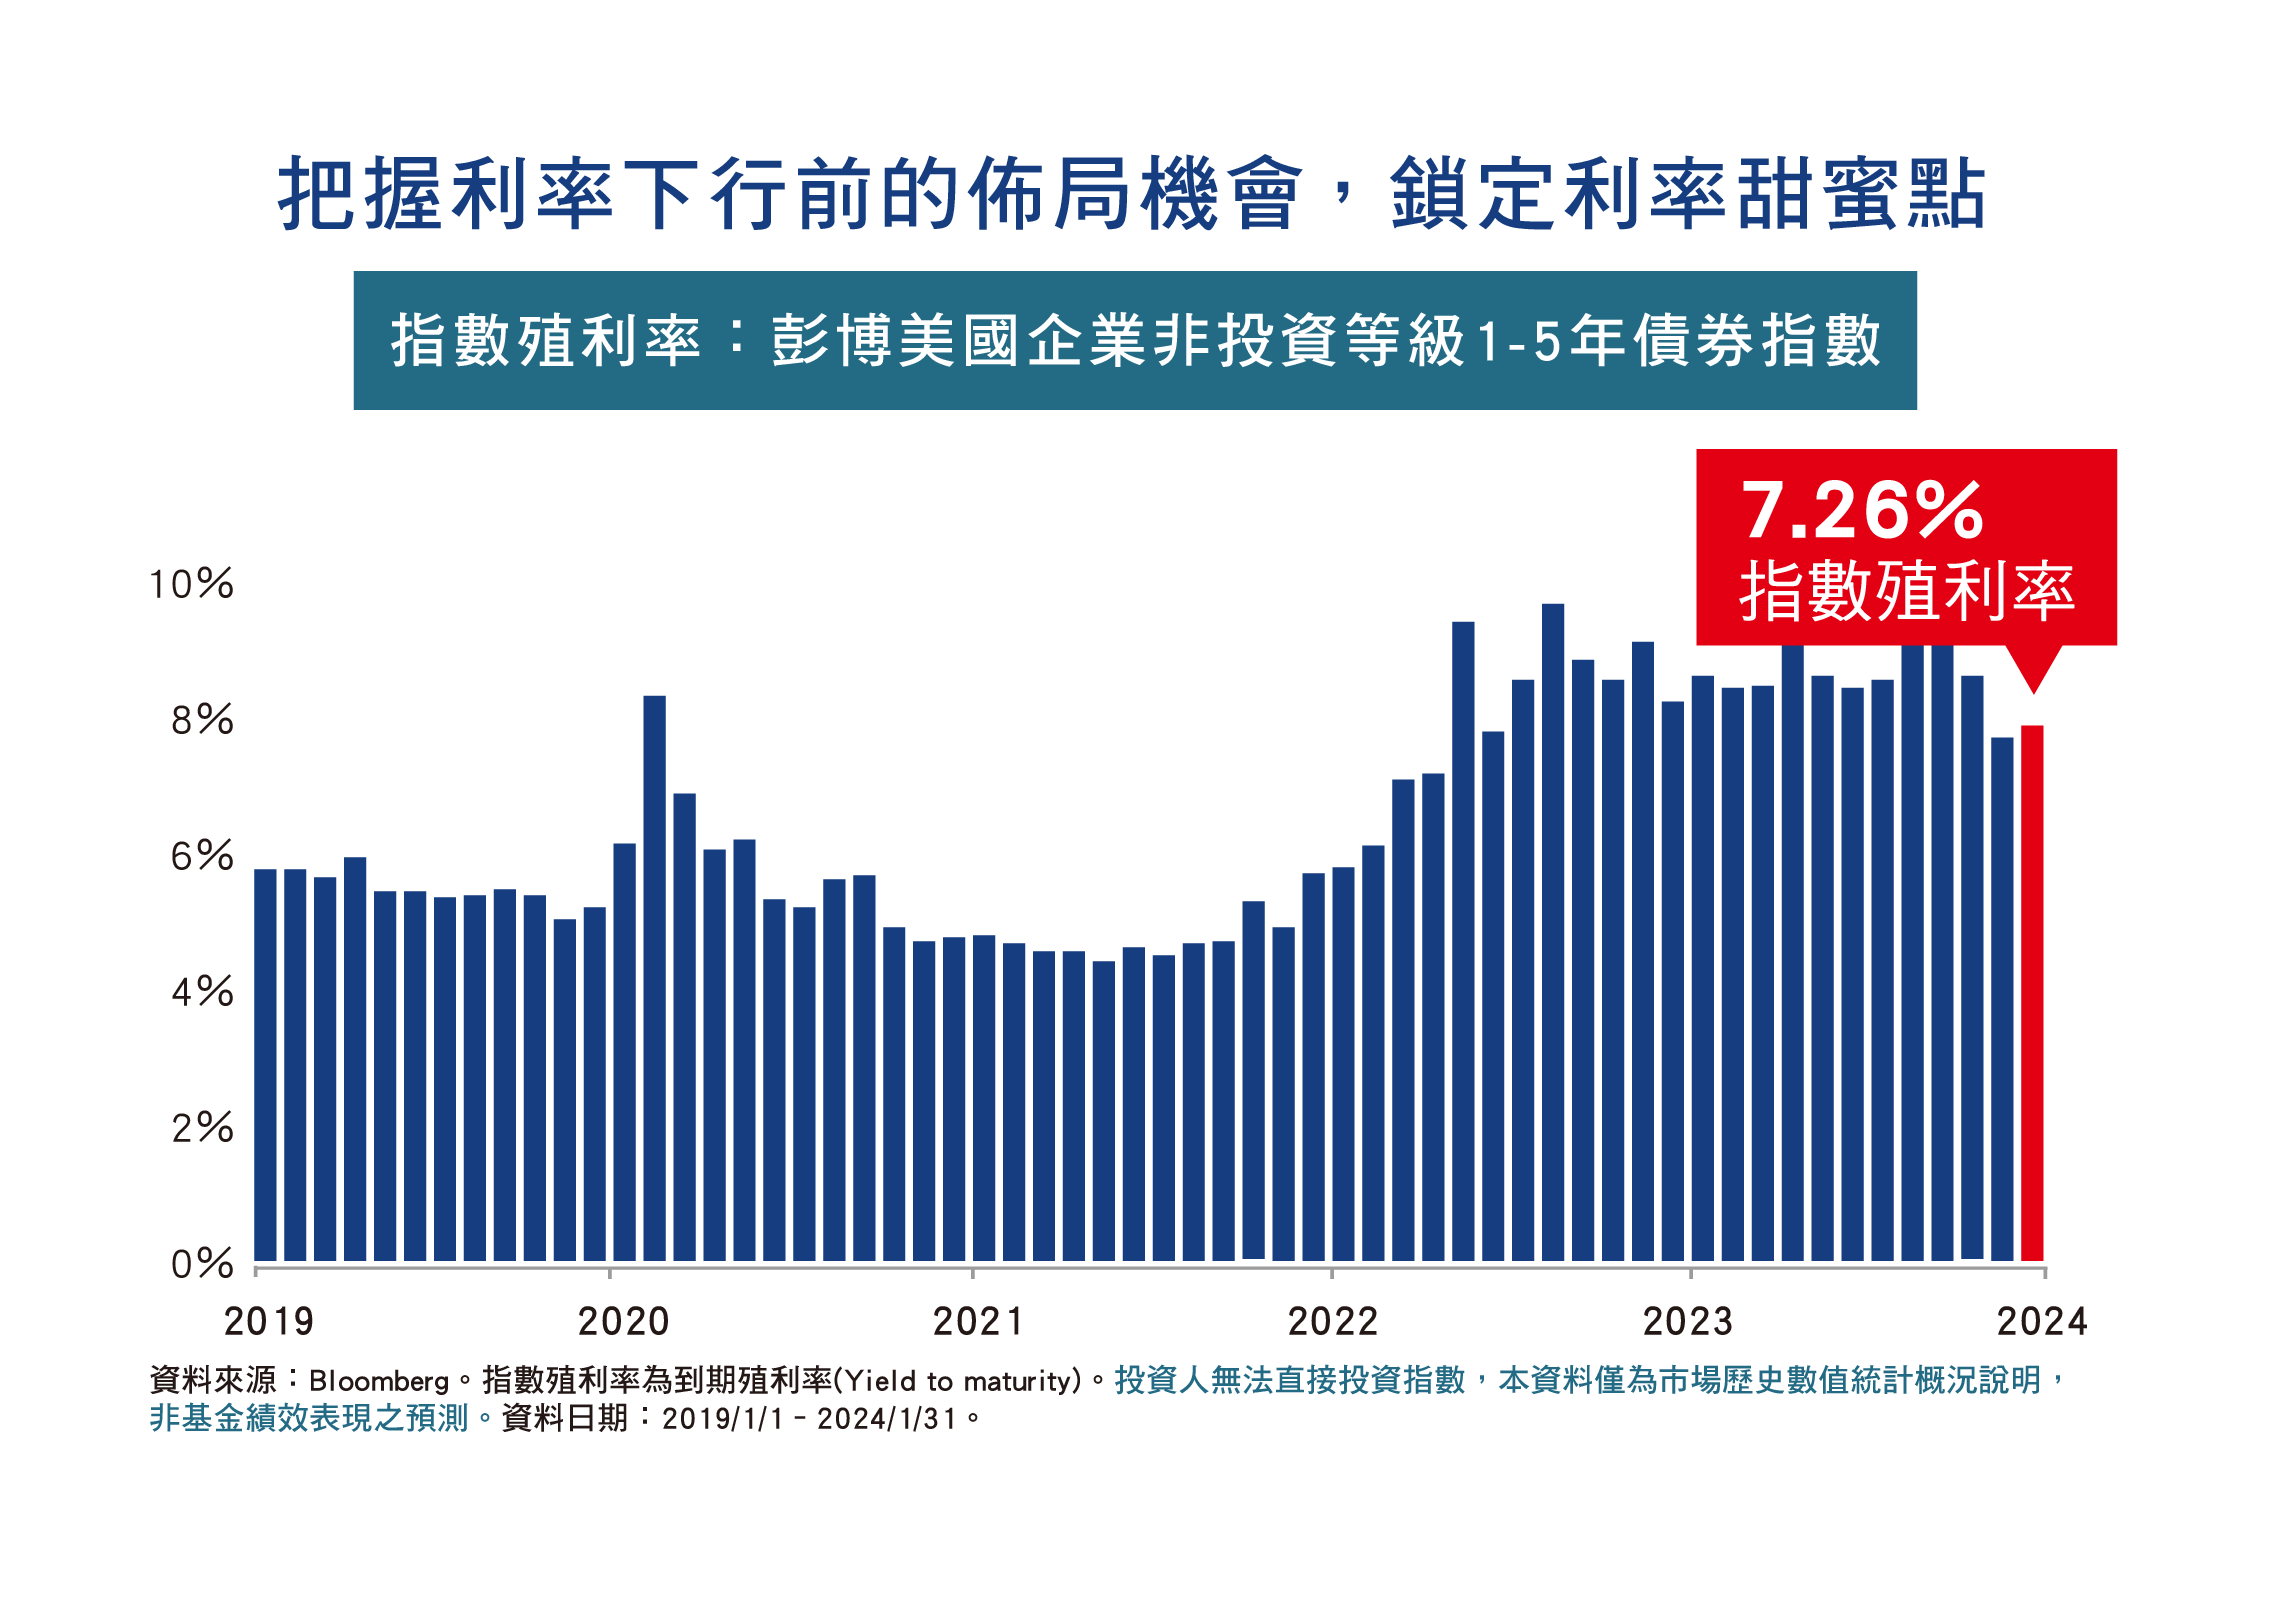 把握利率下行前的佈局機會，鎖定利率甜蜜點
指數殖利率：彭博美國企業非投資等級1-5年債券指數
7.26%
指數殖利率
10%
8%
6%
4%
2%
0%
2019 2020 2021 2022 2023 2024
資料來源：Bloomberg。指數殖利率為到期殖利率(Yield to maturity)。投資人無法直接投資指數，本資料僅為市場歷史數值統計概況說明，
非基金績效表現之預測。資料日期：2019/1/1 - 2024/1/31。